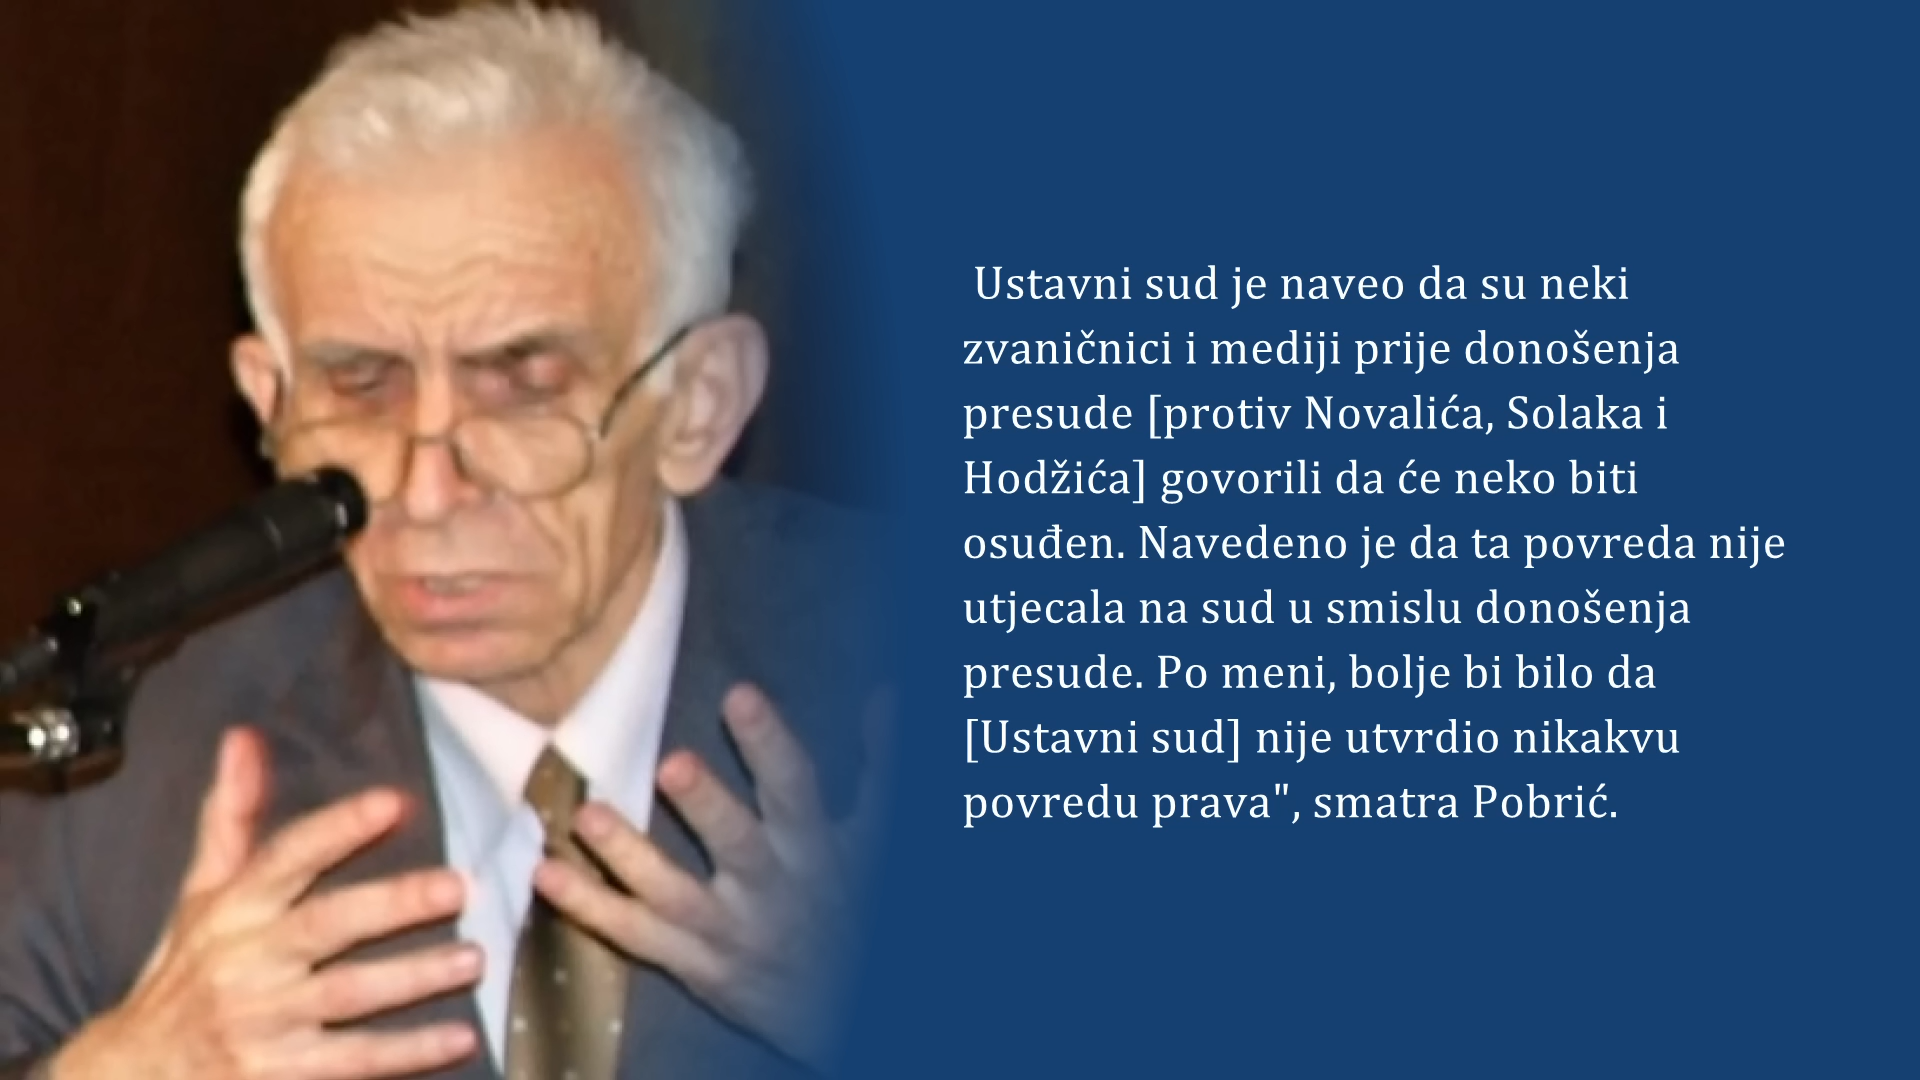 Ustavni sud je naveo da su neki
zvaničnici i mediji prije donošenja
presude [protiv Novalića, Solaka i
Hodžića] govorili da će neko biti
osuđen. Navedeno je da ta povreda nije
utjecala na sud u smislu donošenja
presude. Po meni, bolje bi bilo da
[Ustavni sud] nije utvrdio nikakvu
povredu prava", smatra Pobrić.